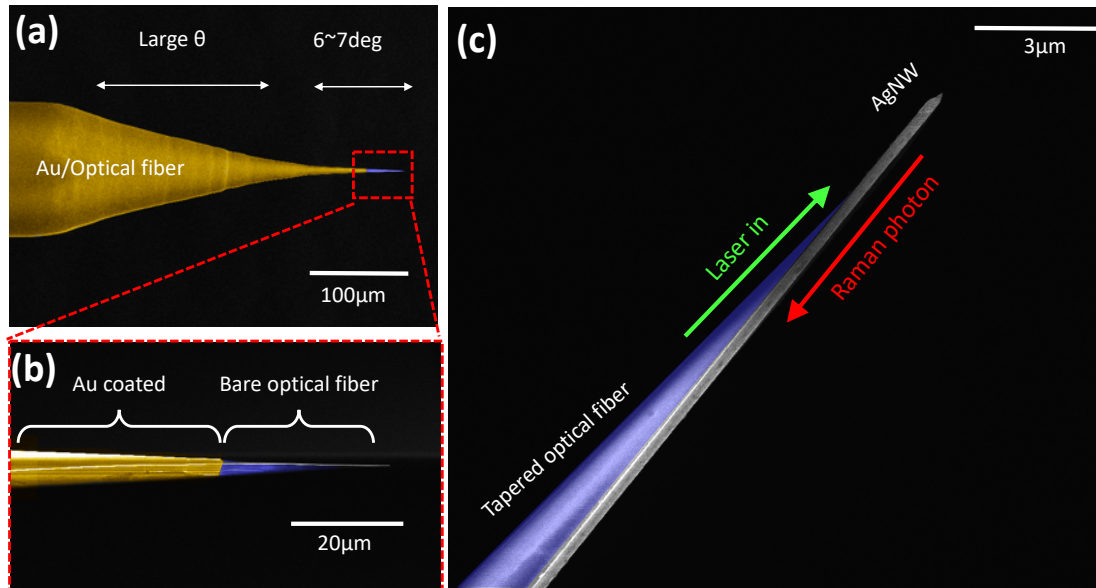 (a)
Large θ
6~7deg
Au/Optical fiber
100μm
(b)
Au coated
Bare optical fiber
20μm
(c)
3μm
AgNW
Laser in
Raman photon
Tapered optical fiber